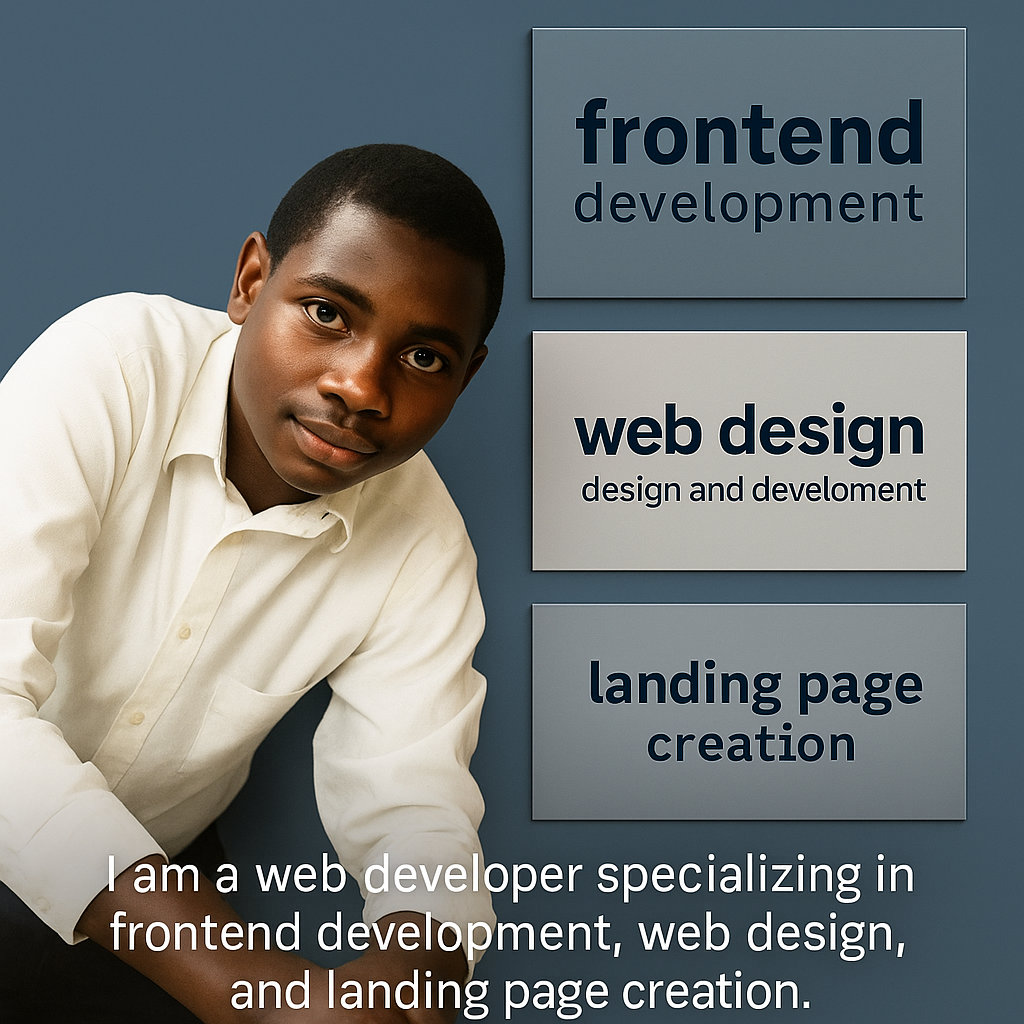 frontend
development
web design
design and develoment
landing page
creation
I am a web developer specializing in
frontend development, web design,
and landing page creation.